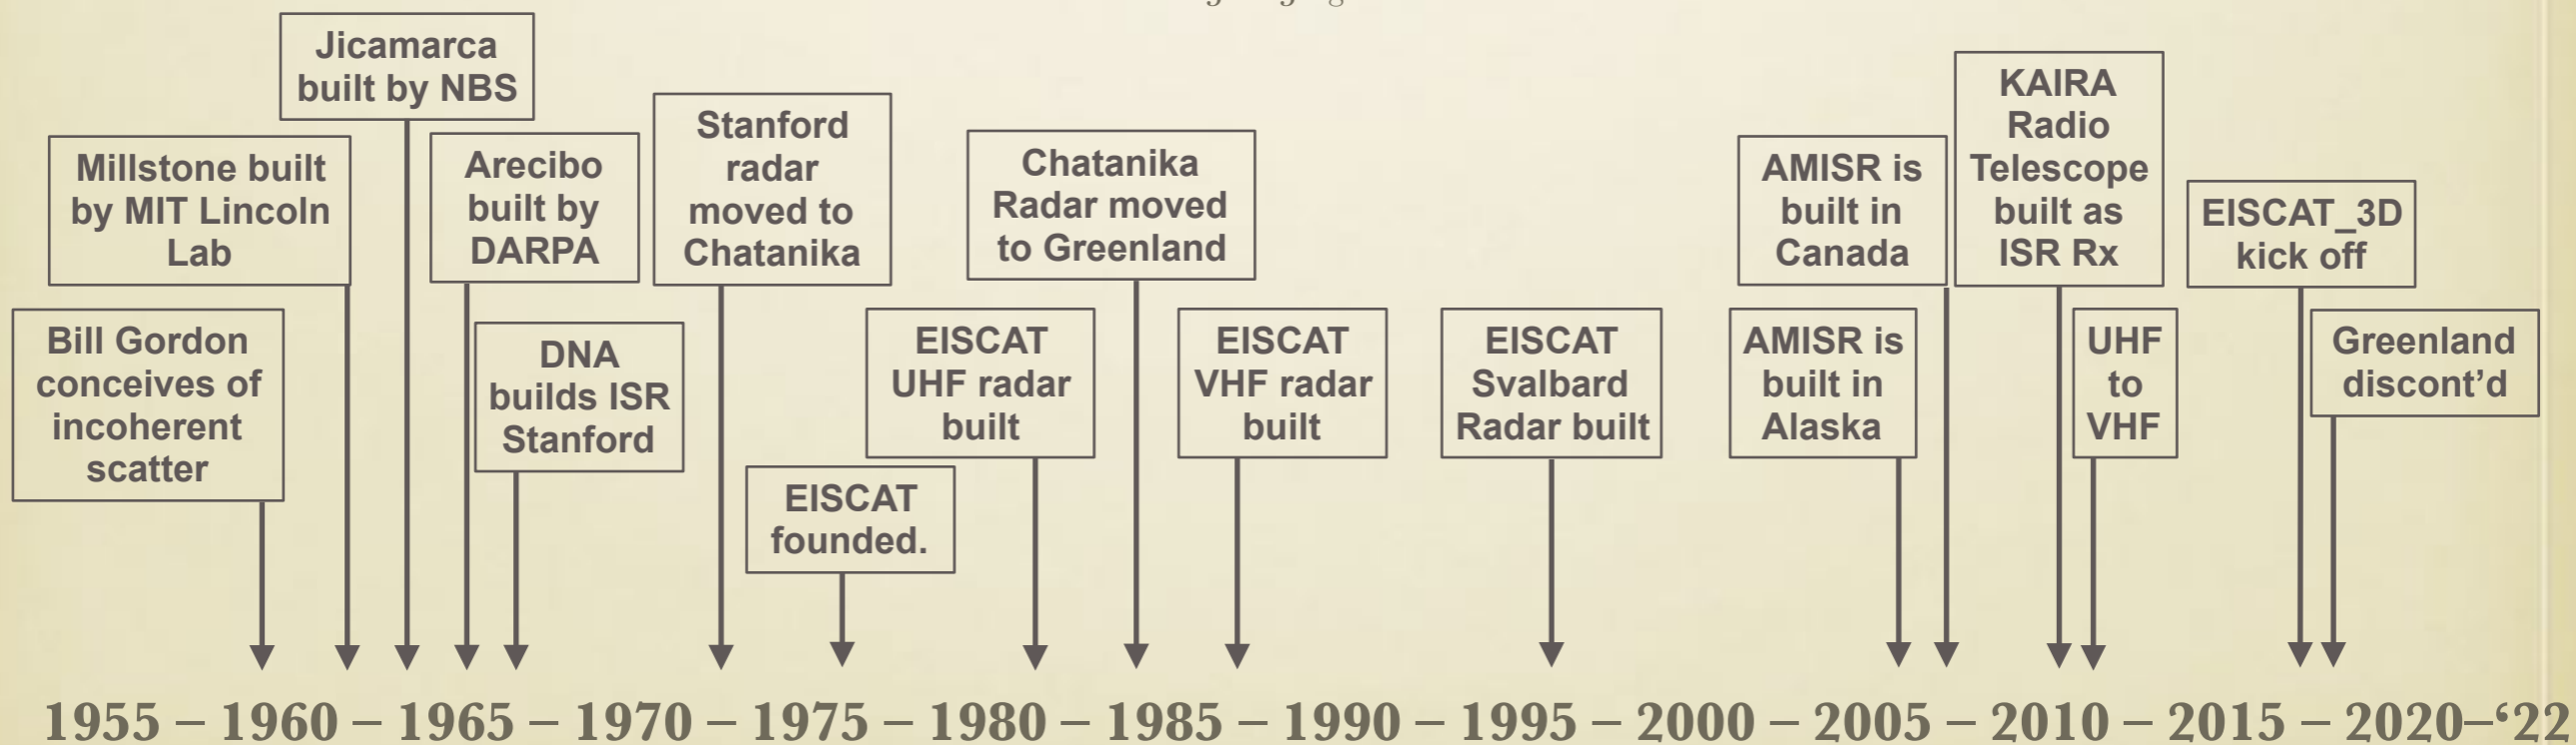 Jicamarca
built by NBS
Millstone built
by MIT Lincoln
Lab
Arecibo
built by
DARPA
Stanford
radar
moved to
Chatanika
Chatanika
Radar moved
to Greenland
AMISR is
built in
Canada
KAIRA
Radio
Telescope
built as
ISR Rx
EISCAT_3D
kick off
Bill Gordon
conceives of
incoherent
scatter
DNA
builds ISR
Stanford
EISCAT
founded.
EISCAT
UHF radar
built
EISCAT
VHF radar
built
EISCAT
Svalbard
Radar built
AMISR is
built in
Alaska
UHF
to
VHF
Greenland
discont’d
1955 – 1960 – 1965 – 1970 – 1975 – 1980 – 1985 – 1990 – 1995 – 2000 – 2005 – 2010 – 2015 – 2020–‘22